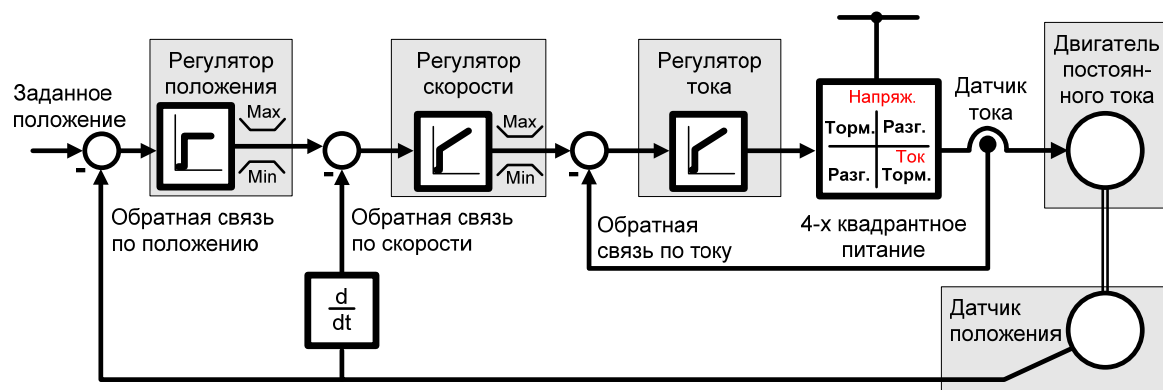 Заданное
положение
-
Регулятор
положения
Max
Min
Обратная связь
по положению
-
Регулятор
скорости
Max
Min
Обратная связь
по скорости
d
dt
-
Регулятор
тока
Обратная
связь по току
Напряж.
Торм. Разг.
Ток
Разг. Торм.
4-х квадрантное
питание
Датчик
тока
Двигатель
постоян-
ного тока
Датчик
положения